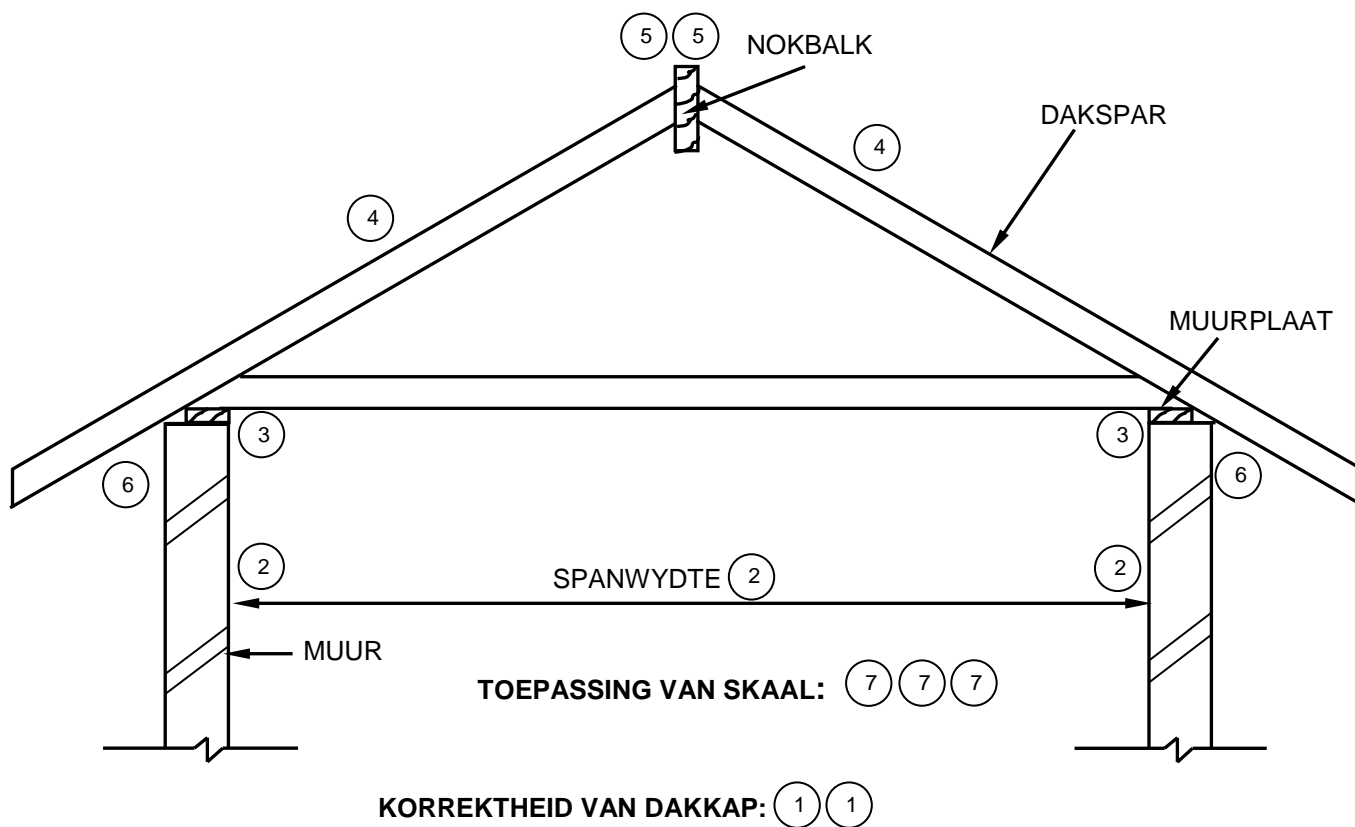 5 5
NOKBALK
DAKSPAR
4
4
MUURPLAAT
3
3
6
6
2
SPANWYDTE 2
2
MUUR
TOEPASSING VAN SKAAL: 7 7 7
KORREKTHEID VAN DAKKAP: 1 1